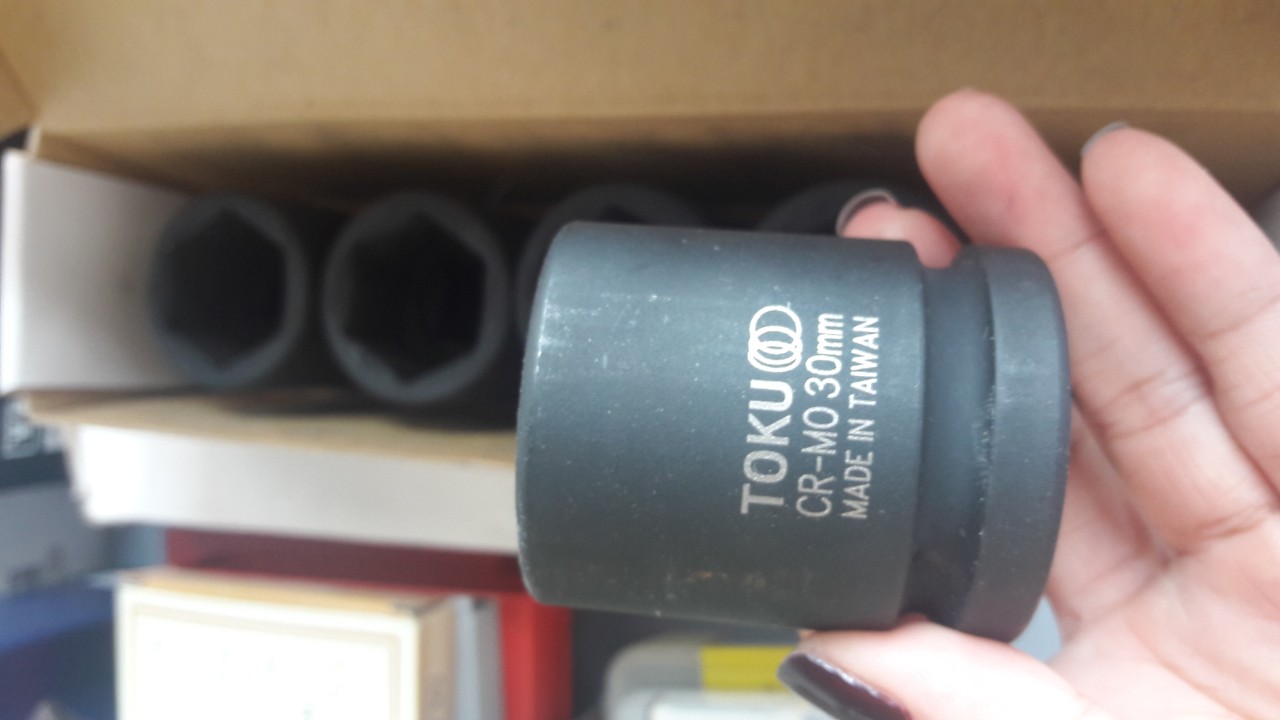 TOKU
CR-MO 30mm
MADE IN TAIWAN